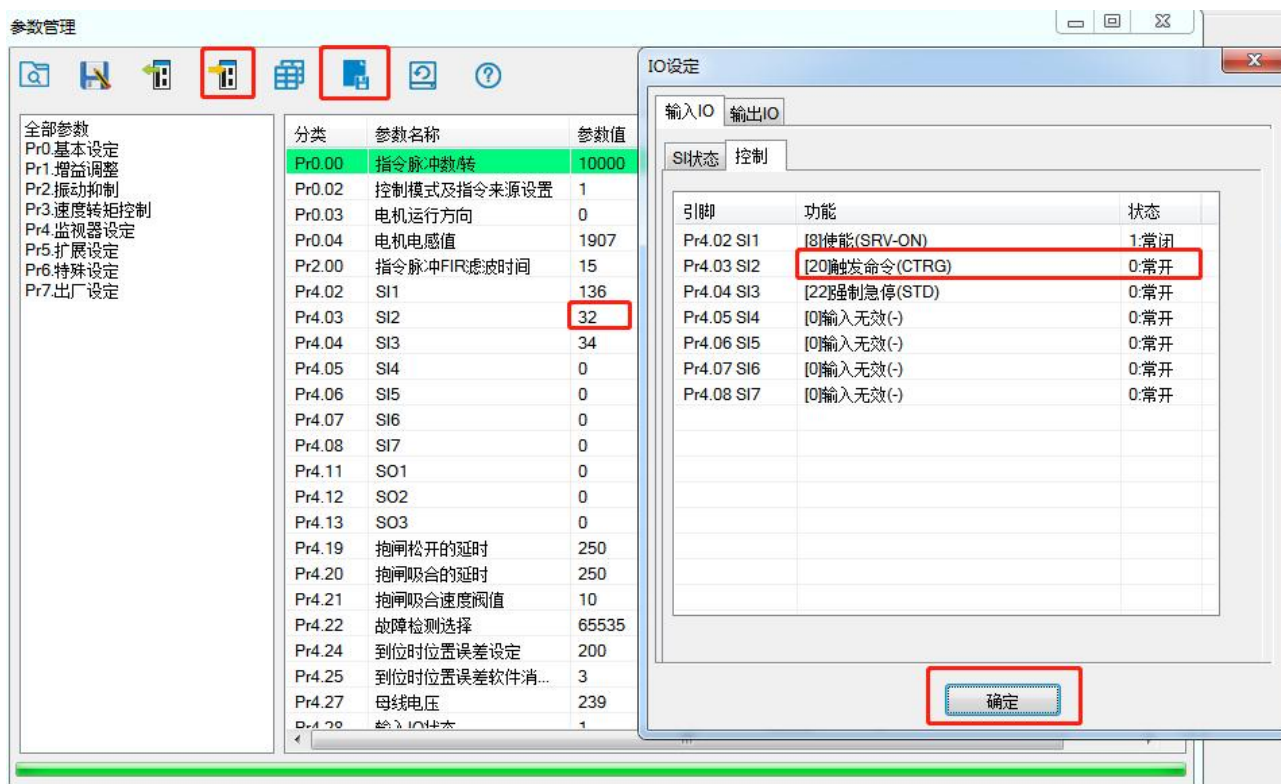 参数管理
IO设定
输入IO 输出IO
SI状态 控制
全部参数
Pr0.基本设定
Pr1.增益调整
Pr2.振动抑制
Pr3.速度转矩控制
Pr4.监视器设定
Pr5.扩展设定
Pr6.特殊设定
Pr7.出厂设定
分类 参数名称 参数值
Pr0.00 指令脉冲数/转 10000
Pr0.02 控制模式及指令来源设置 1
Pr0.03 电机运行方向 0
Pr0.04 电机电感值 1907
Pr2.00 指令脉冲FIR虑波时间 15
Pr4.02 SI1 136
Pr4.03 SI2 32
Pr4.04 SI3 34
Pr4.05 SI4 0
Pr4.06 SI5 0
Pr4.07 SI6 0
Pr4.08 SI7 0
Pr4.11 SO1 0
Pr4.12 SO2 0
Pr4.13 SO3 0
Pr4.19 抱闸松开的延时 250
Pr4.20 抱闸吸合的延时 250
Pr4.21 抱闸吸合速度阀值 10
Pr4.22 故障检测选择 65535
Pr4.24 到位时位置误差设定 200
Pr4.25 到位时位置误差软件消... 3
Pr4.27 母线电压 239
Pr4.28 输入IO状态 1
引脚 功能 状态
Pr4.02 SI1 [8]使能(SRV-ON) 1:常闭
Pr4.03 SI2 [20]触发命令(CTRG) 0:常开
Pr4.04 SI3 [22]强制急停(STD) 0:常开
Pr4.05 SI4 [0]输入无效(-) 0:常开
Pr4.06 SI5 [0]输入无效(-) 0:常开
Pr4.07 SI6 [0]输入无效(-) 0:常开
Pr4.08 SI7 [0]输入无效(-) 0:常开
确定